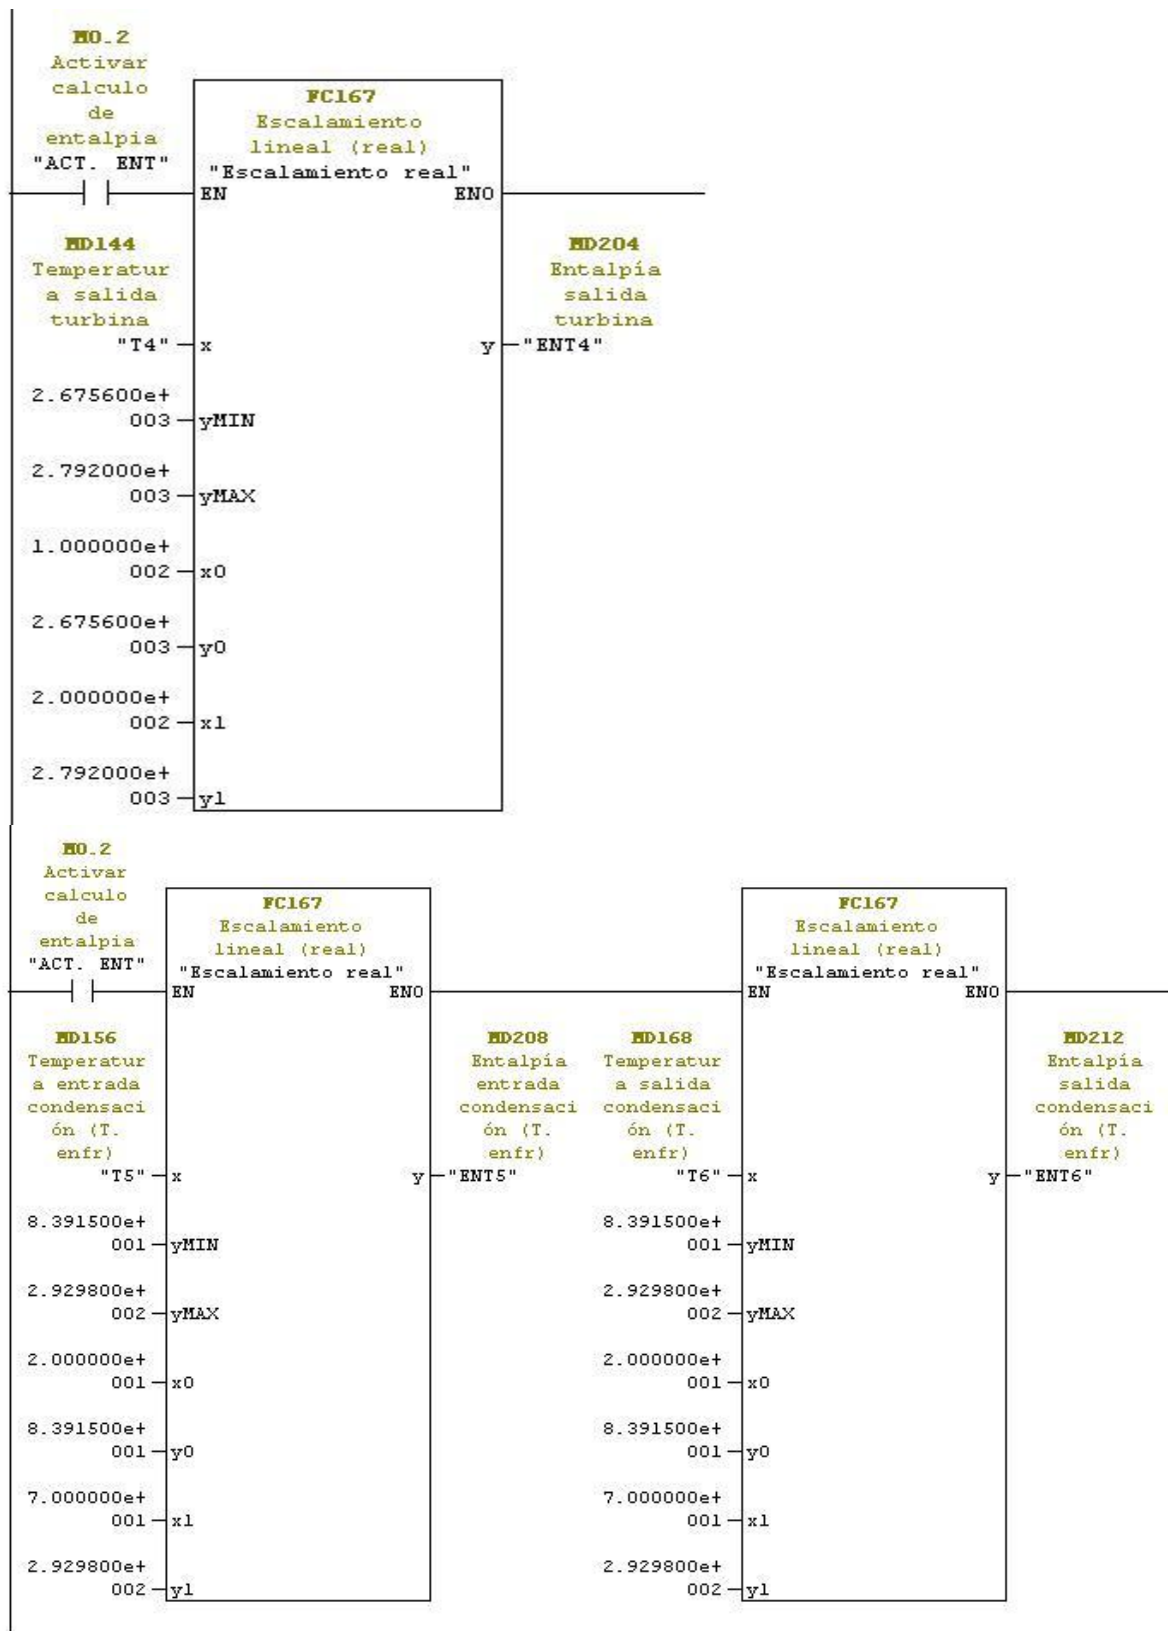 M0.2
Activar
calculo
de
entalpia
"ACT. ENT"
FC167
Escalamiento
lineal (real)
"Escalamiento real"
EN
ENO
MD144
Temperatur
a salida
turbina
"T4"
x
MD204
Entalpía
salida
turbina
y
"ENT4"
2.675600e+
003
yMIN
2.792000e+
003
yMAX
1.000000e+
002
x0
2.675600e+
003
y0
2.000000e+
002
x1
2.792000e+
003
y1
M0.2
Activar
calculo
de
entalpia
"ACT. ENT"
FC167
Escalamiento
lineal (real)
"Escalamiento real"
EN
ENO
MD156
Temperatur
a entrada
condensaci
ón (T.
enfr)
"T5"
x
MD208
Entalpía
entrada
condensaci
ón (T.
enfr)
y
"ENT5"
8.391500e+
001
yMIN
2.929800e+
002
yMAX
2.000000e+
001
x0
8.391500e+
001
y0
7.000000e+
001
x1
2.929800e+
002
y1
FC167
Escalamiento
lineal (real)
"Escalamiento real"
EN
ENO
MD168
Temperatur
a salida
condensaci
ón (T.
enfr)
"T6"
x
MD212
Entalpía
salida
condensaci
ón (T.
enfr)
y
"ENT6"
8.391500e+
001
yMIN
2.929800e+
002
yMAX
2.000000e+
001
x0
8.391500e+
001
y0
7.000000e+
001
x1
2.929800e+
002
y1